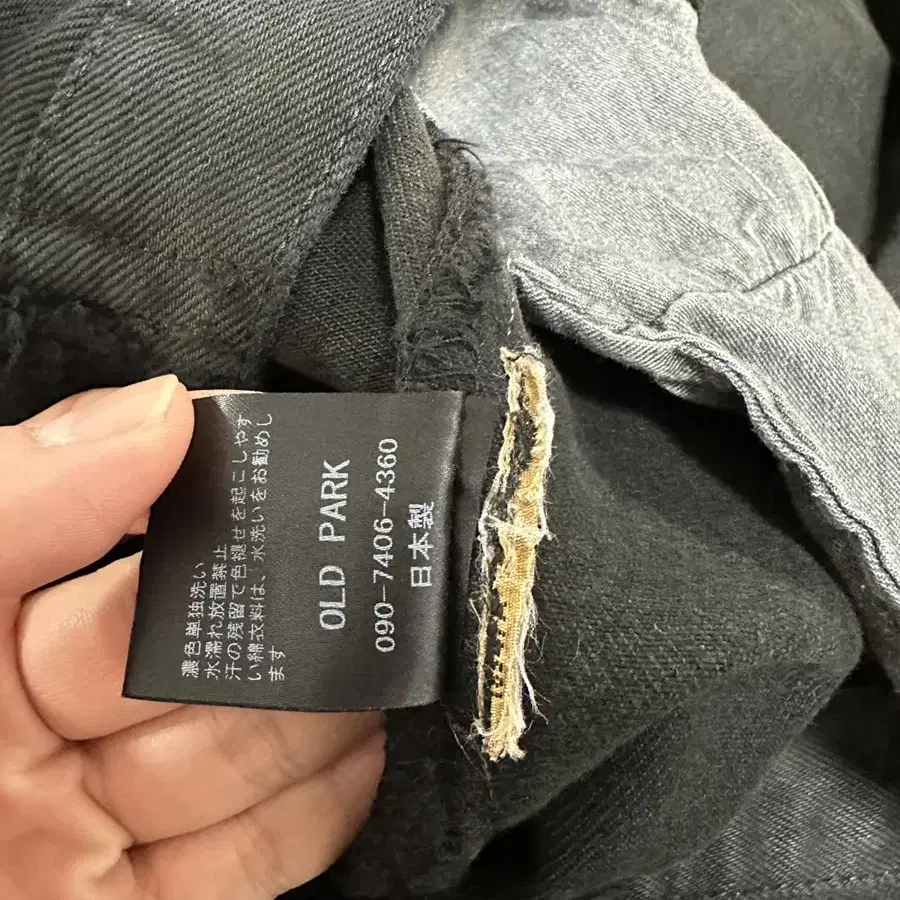 濃色単独洗い
水濡れ放置禁止
汗の残留で色褪せを起こしやす
い綿衣料は、水洗いをお勧めし
ます
OLD PARK
090-7406-4360
日本製